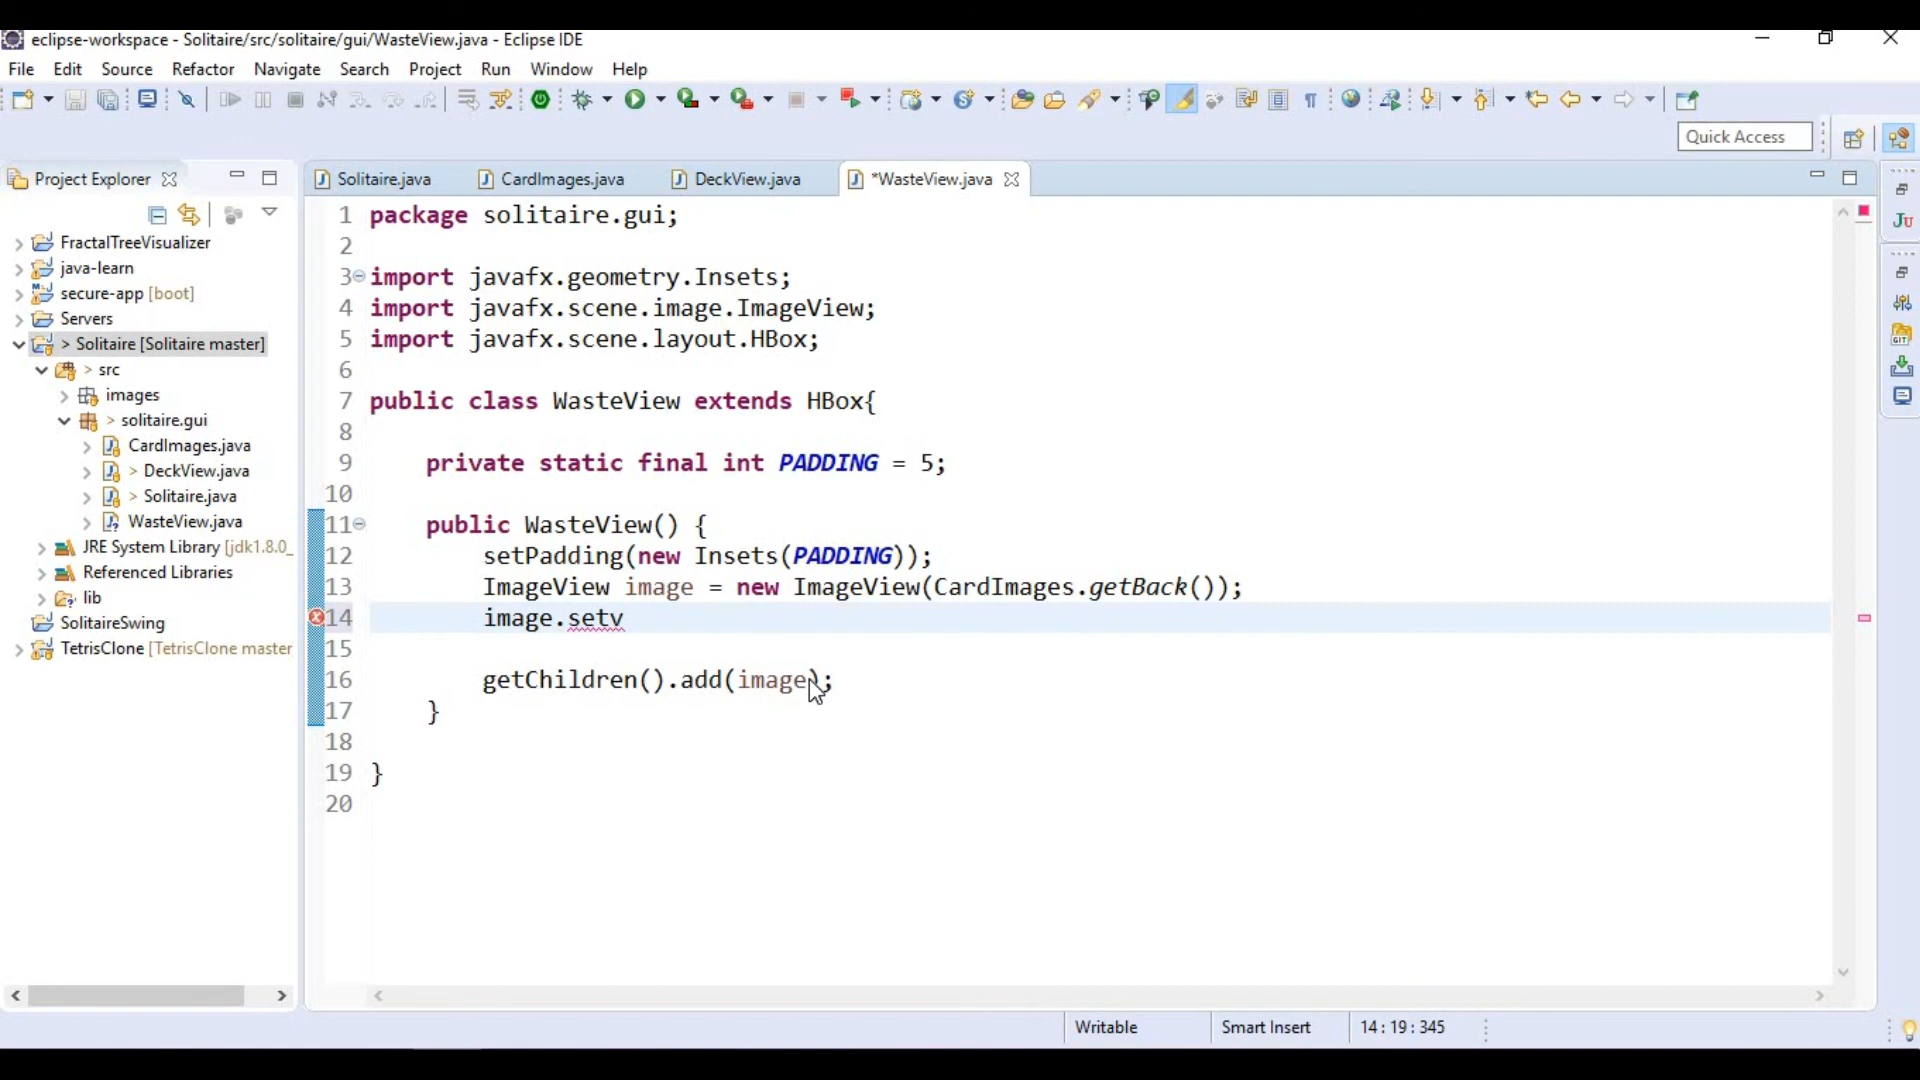 eclipse-workspace - Solitaire/src/solitaire/gui/WasteView.java - Eclipse IDE
File Edit Source Refactor Navigate Search Project Run Window Help
Quick Access
Project Explorer
FractalTreeVisualizer
java-learn
secure-app [boot]
Servers
> Solitaire [Solitaire master]
> src
images
> solitaire.gui
CardImages.java
> DeckView.java
> Solitaire.java
WasteView.java
JRE System Library [jdk1.8.0_
Referenced Libraries
lib
SolitaireSwing
TetrisClone [TetrisClone master
Solitaire.java CardImages.java DeckView.java *WasteView.java
1 package solitaire.gui;
2
3 import javafx.geometry.Insets;
4 import javafx.scene.image.ImageView;
5 import javafx.scene.layout.HBox;
6
7 public class WasteView extends HBox{
8
9 private static final int PADDING = 5;
10
11 public WasteView() {
12 setPadding(new Insets(PADDING));
13 ImageView image = new ImageView(CardImages.getBack());
14 image.setv
15
16 getChildren().add(image);
17 }
18
19 }
20
JU
GIT
Writable Smart Insert 14 : 19 : 345